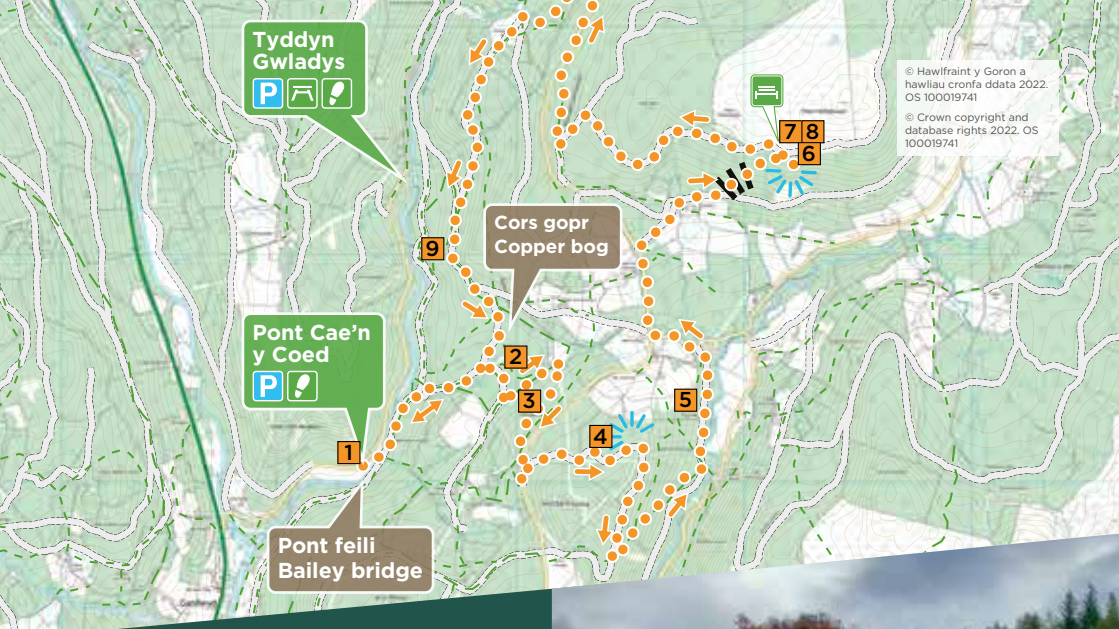 Tyddyn
Gwladys
P
© Hawlfraint y Goron a
hawliau cronfa ddata 2022.
OS 100019741
© Crown copyright and
database rights 2022. OS
100019741
7 8
6
Cors gopr
Copper bog
9
Pont Cae'n
y Coed
P
2
3
5
4
1
Pont feili
Bailey bridge